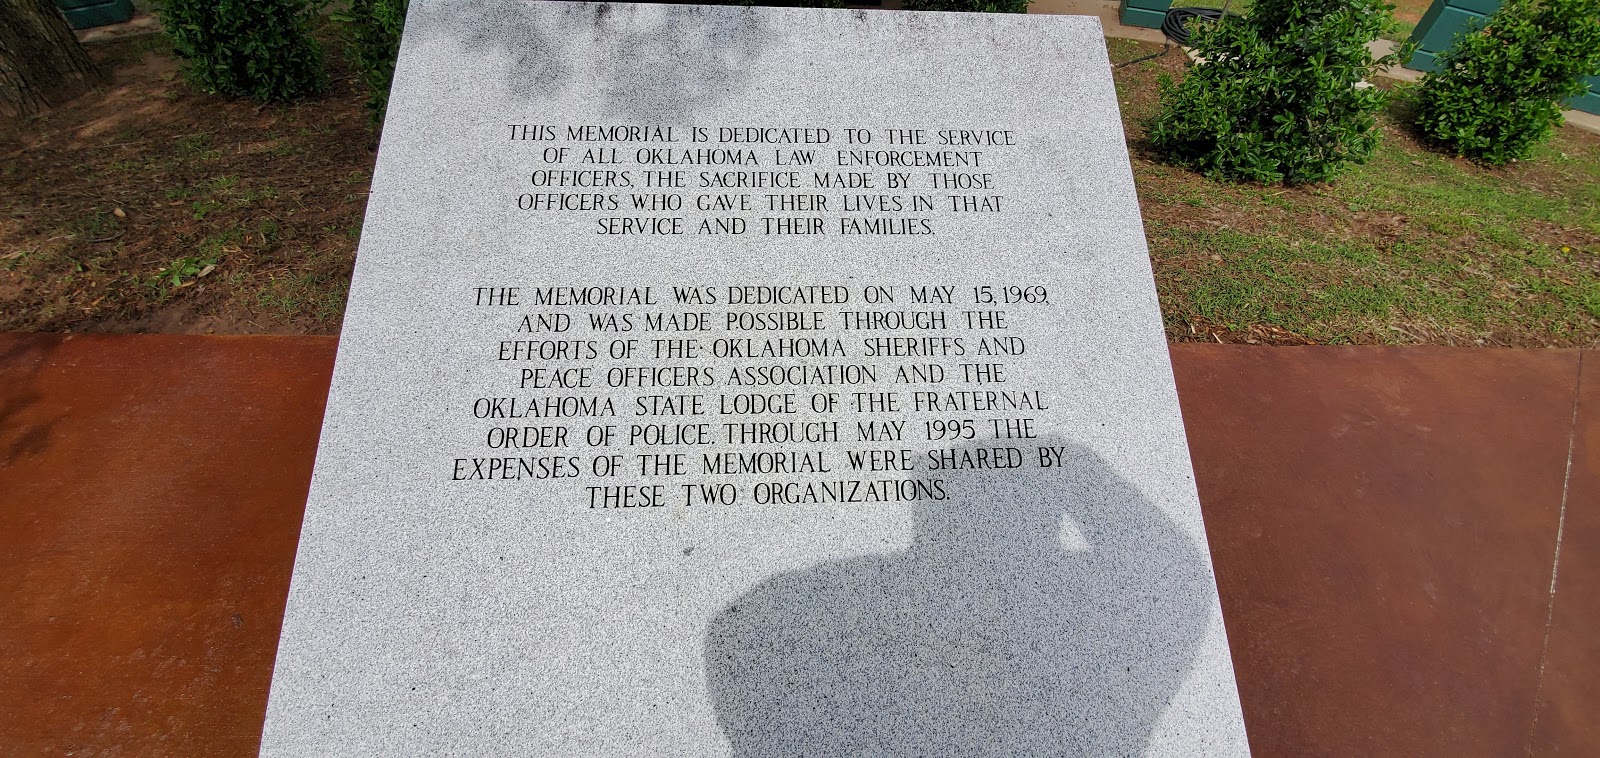 THIS MEMORIAL IS DEDICATED TO THE SERVICE
OF ALL OKLAHOMA LAW ENFORCEMENT
OFFICERS, THE SACRIFICE MADE BY THOSE
OFFICERS WHO GAVE THEIR LIVES IN THAT
SERVICE AND THEIR FAMILIES.
THE MEMORIAL WAS DEDICATED ON MAY 15, 1969,
AND WAS MADE POSSIBLE THROUGH THE
EFFORTS OF THE OKLAHOMA SHERIFFS AND
PEACE OFFICERS ASSOCIATION AND THE
OKLAHOMA STATE LODGE OF THE FRATERNAL
ORDER OF POLICE. THROUGH MAY 1995 THE
EXPENSES OF THE MEMORIAL WERE SHARED BY
THESE TWO ORGANIZATIONS.